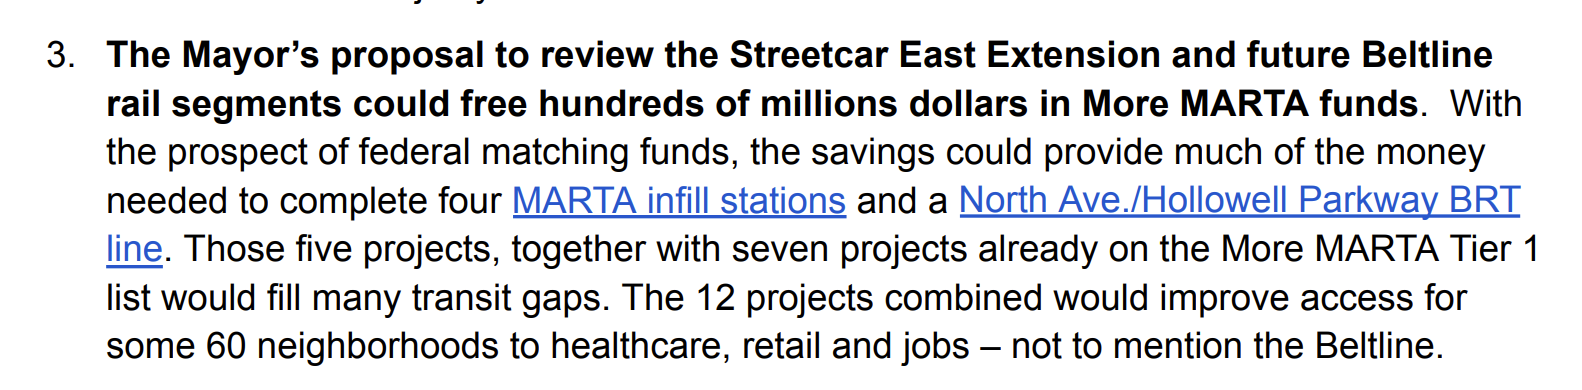 3. The Mayor’s proposal to review the Streetcar East Extension and future Beltline
rail segments could free hundreds of millions dollars in More MARTA funds.  With
the prospect of federal matching funds, the savings could provide much of the money
needed to complete four MARTA infill stations and a North Ave./Hollowell Parkway BRT
line. Those five projects, together with seven projects already on the More MARTA Tier 1
list would fill many transit gaps. The 12 projects combined would improve access for
some 60 neighborhoods to healthcare, retail and jobs – not to mention the Beltline.